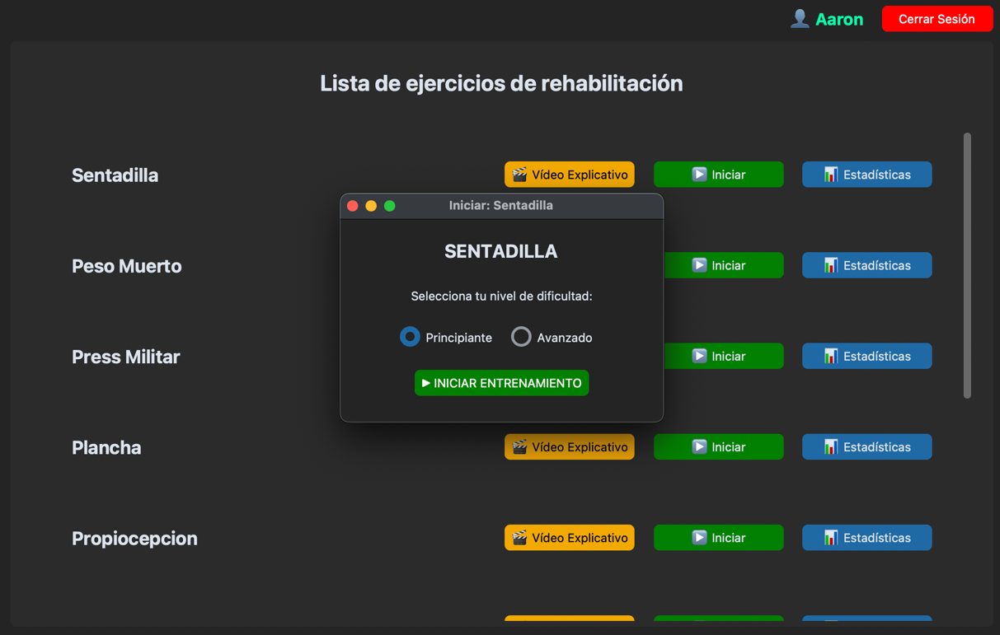 Aaron
Cerrar Sesión
Lista de ejercicios de rehabilitación
Sentadilla
Vídeo Explicativo
Iniciar
Estadísticas
Iniciar: Sentadilla
SENTADILLA
Selecciona tu nivel de dificultad:
Principiante
Avanzado
INICIAR ENTRENAMIENTO
Peso Muerto
Iniciar
Estadísticas
Press Militar
Iniciar
Estadísticas
Plancha
Vídeo Explicativo
Iniciar
Estadísticas
Propiocepcion
Vídeo Explicativo
Iniciar
Estadísticas